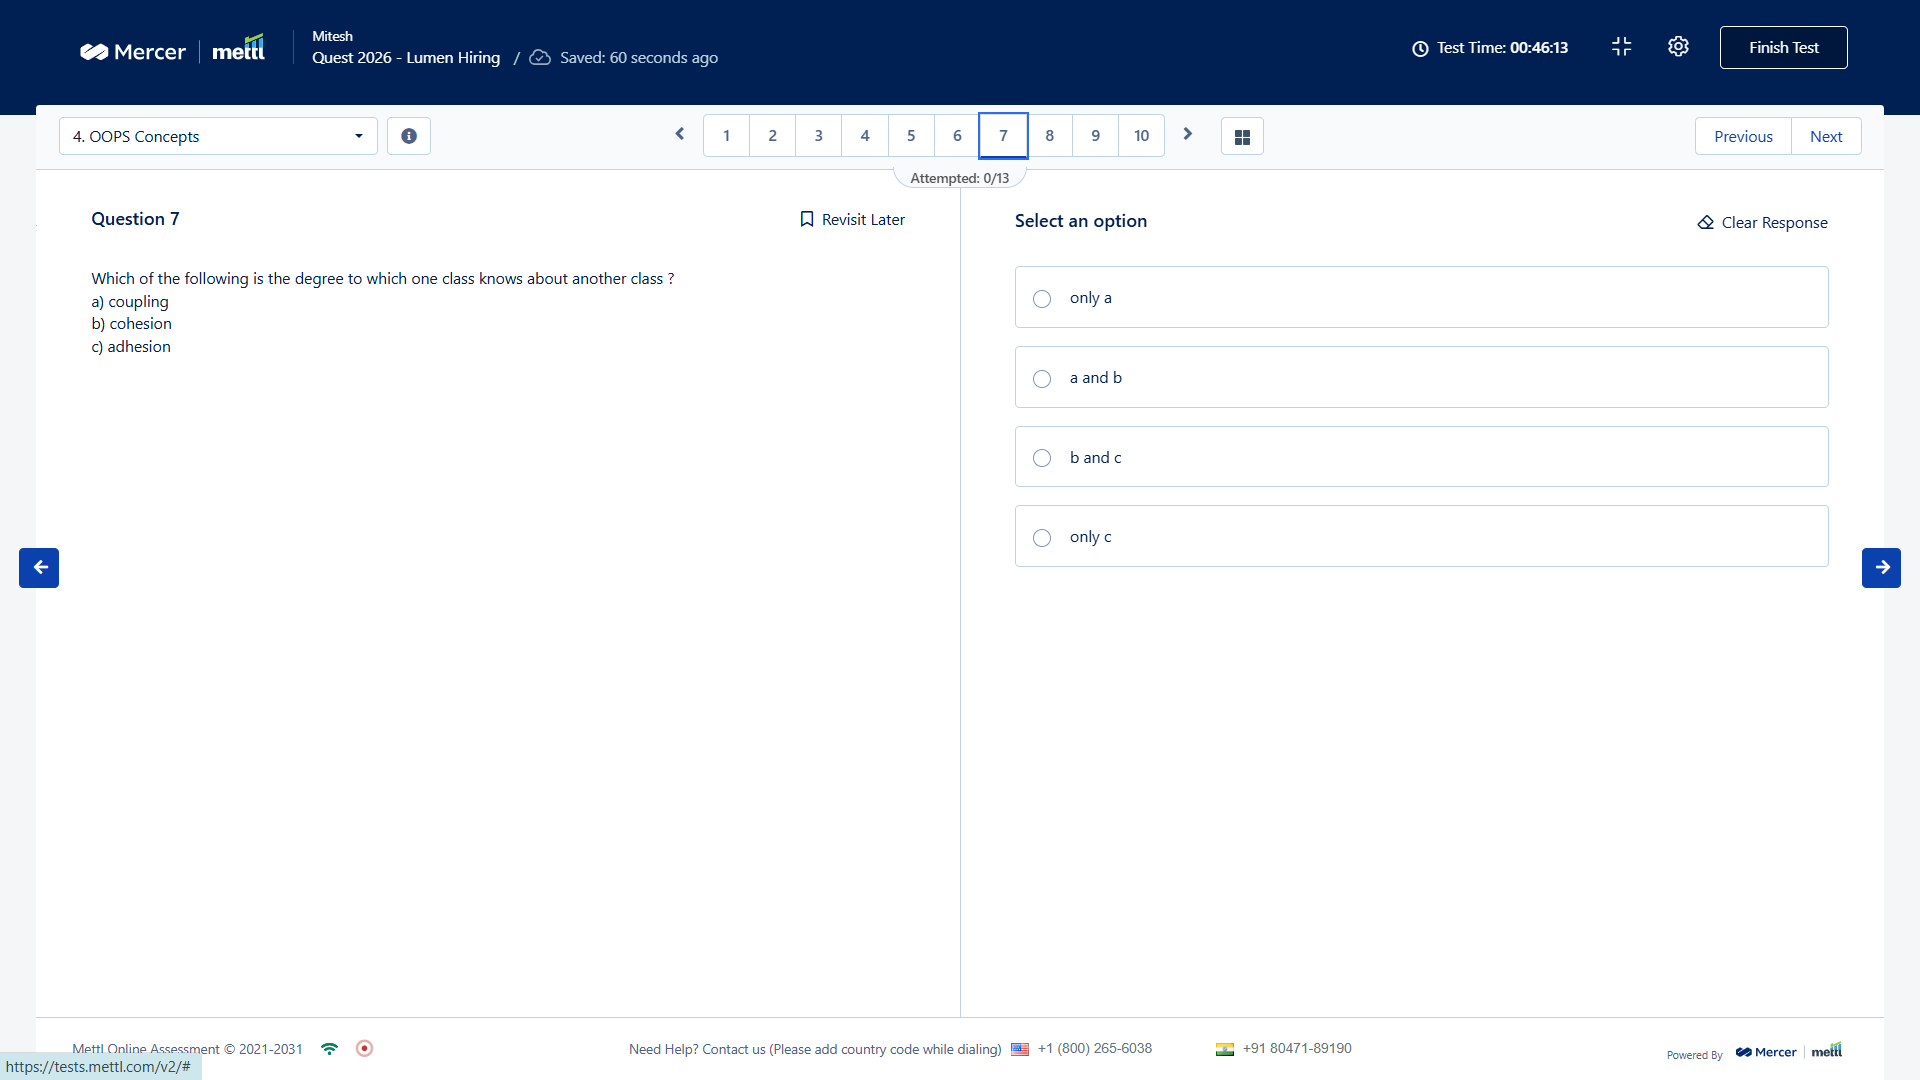 Mercer
mettl
Mitesh
Quest 2026 - Lumen Hiring / Saved: 60 seconds ago
Test Time: 00:46:13
Finish Test
4. OOPS Concepts
1 2 3 4 5 6 7 8 9 10
Previous
Next
Attempted: 0/13
Question 7
Revisit Later
Select an option
Clear Response
Which of the following is the degree to which one class knows about another class ?
a) coupling
b) cohesion
c) adhesion
only a
a and b
b and c
only c
Mettl Online Assessment © 2021-2031
Need Help? Contact us (Please add country code while dialing)
+1 (800) 265-6038
+91 80471-89190
Powered By
Mercer
mettl
https://tests.mettl.com/v2/#